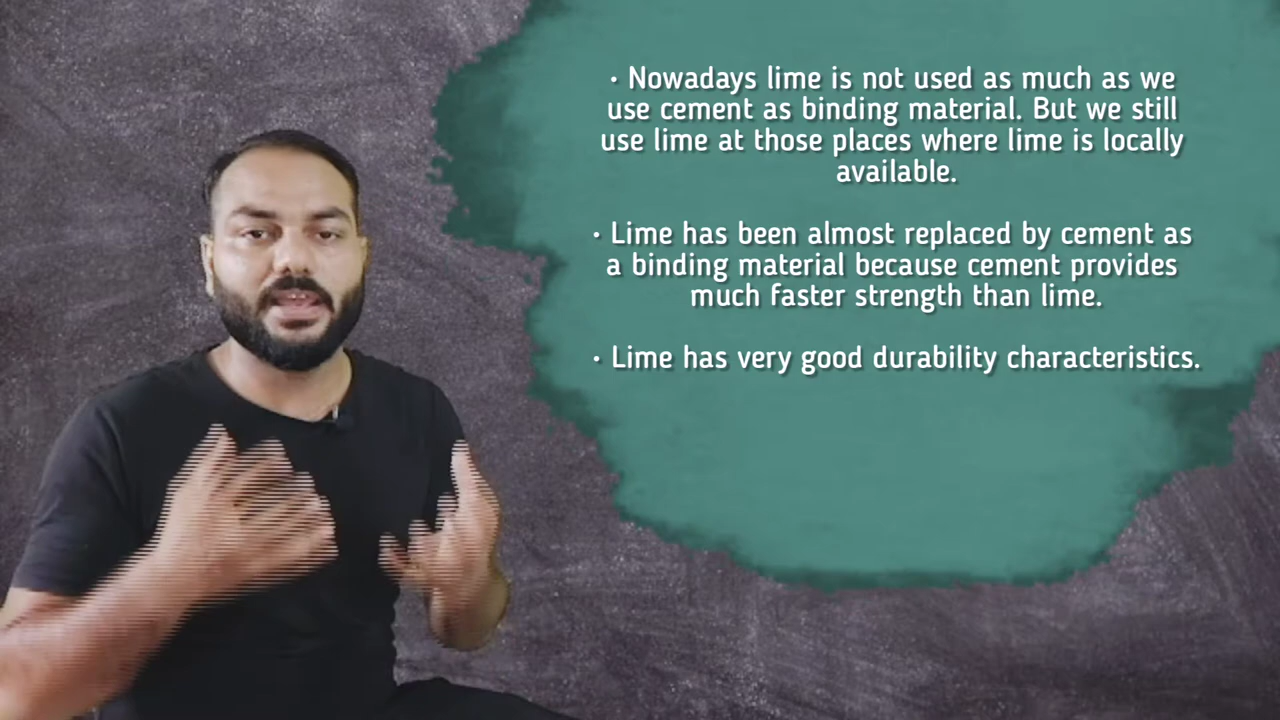 • Nowadays lime is not used as much as we
use cement as binding material. But we still
use lime at those places where lime is locally
available.
• Lime has been almost replaced by cement as
a binding material because cement provides
much faster strength than lime.
• Lime has very good durability characteristics.